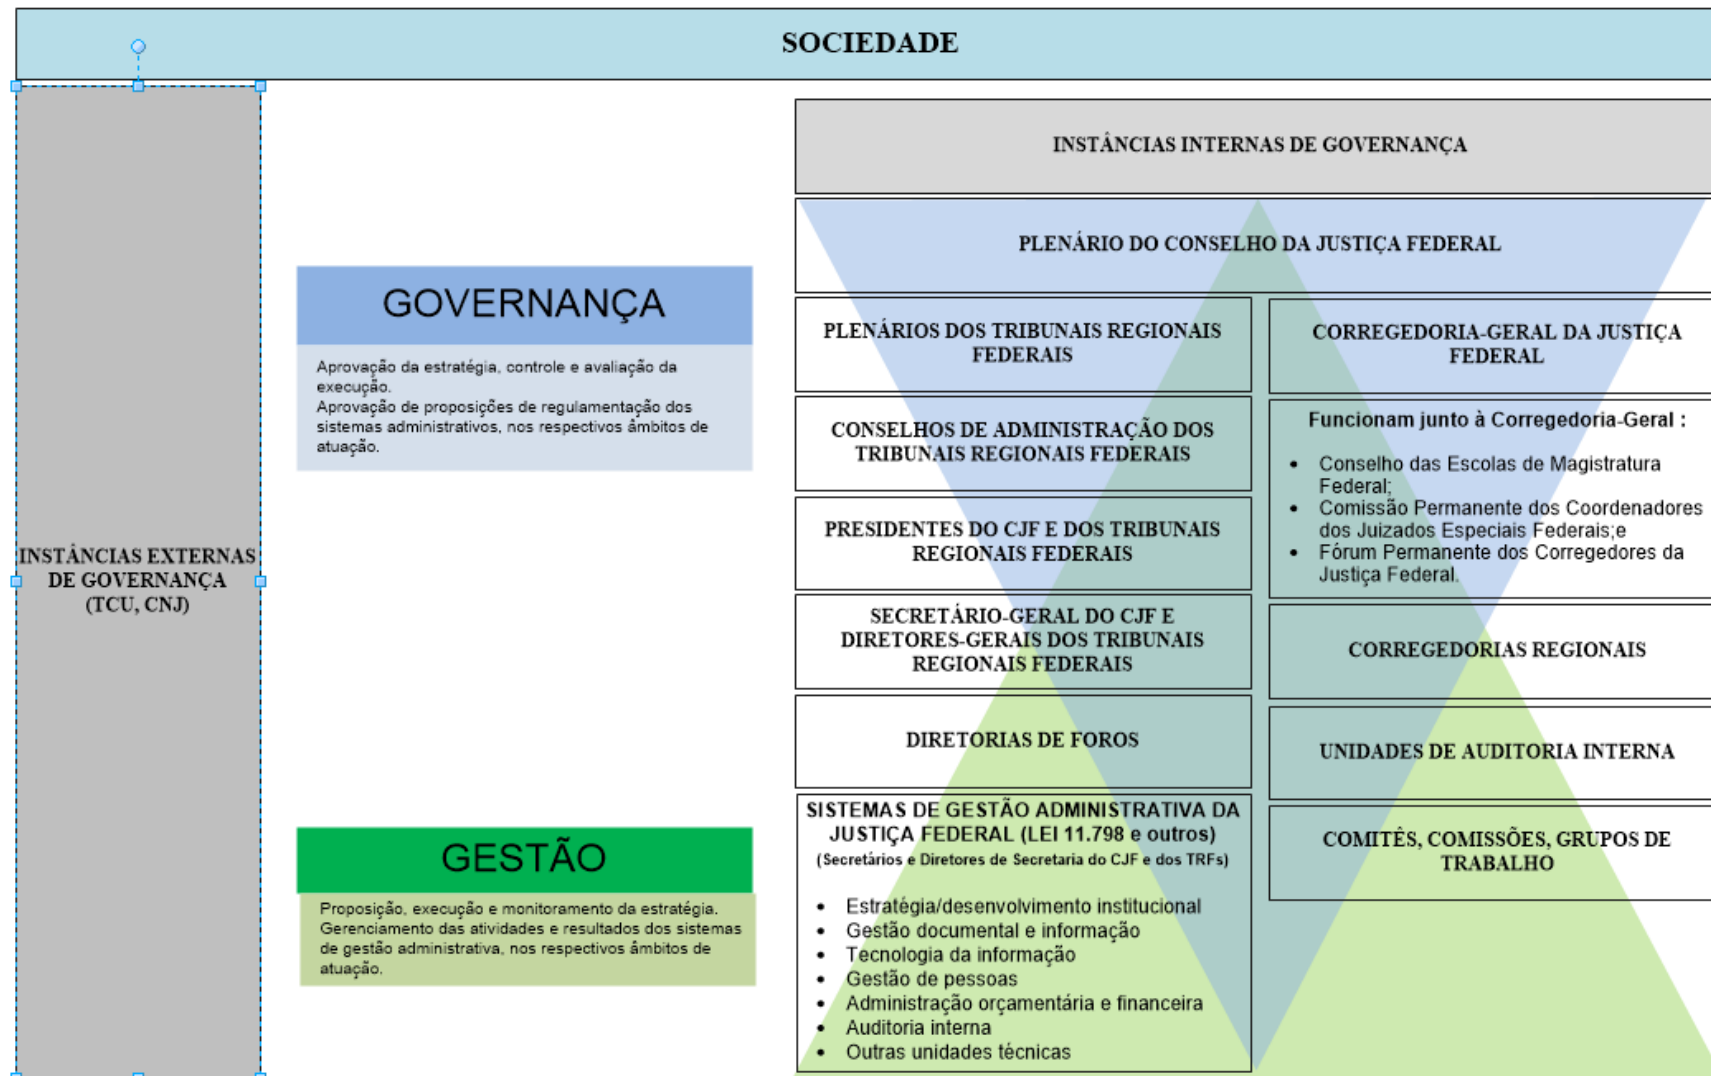 SOCIEDADE
INSTÂNCIAS EXTERNAS
DE GOVERNANÇA
(TCU, CNJ)
GOVERNANÇA
Aprovação da estratégia, controle e avaliação da
execução.
Aprovação de proposições de regulamentação dos
sistemas administrativos, nos respectivos âmbitos de
atuação.
GESTÃO
Proposição, execução e monitoramento da estratégia.
Gerenciamento das atividades e resultados dos sistemas
de gestão administrativa, nos respectivos âmbitos de
atuação.
INSTÂNCIAS INTERNAS DE GOVERNANÇA
PLENÁRIO DO CONSELHO DA JUSTIÇA FEDERAL
PLENÁRIOS DOS TRIBUNAIS REGIONAIS
FEDERAIS
CONSELHOS DE ADMINISTRAÇÃO DOS
TRIBUNAIS REGIONAIS FEDERAIS
PRESIDENTES DO CJF E DOS TRIBUNAIS
REGIONAIS FEDERAIS
SECRETÁRIO-GERAL DO CJF E
DIRETORES-GERAIS DOS TRIBUNAIS
REGIONAIS FEDERAIS
DIRETORIAS DE FOROS
SISTEMAS DE GESTÃO ADMINISTRATIVA DA
JUSTIÇA FEDERAL (LEI 11.798 e outros)
(Secretários e Diretores de Secretaria do CJF e dos TRFs)
• Estratégia/desenvolvimento institucional
• Gestão documental e informação
• Tecnologia da informação
• Gestão de pessoas
• Administração orçamentária e financeira
• Auditoria interna
• Outras unidades técnicas
CORREGEDORIA-GERAL DA JUSTIÇA
FEDERAL
Funcionam junto à Corregedoria-Geral :
• Conselho das Escolas de Magistratura
Federal;
• Comissão Permanente dos Coordenadores
dos Juizados Especiais Federais;e
• Fórum Permanente dos Corregedores da
Justiça Federal.
CORREGEDORIAS REGIONAIS
UNIDADES DE AUDITORIA INTERNA
COMITÊS, COMISSÕES, GRUPOS DE
TRABALHO